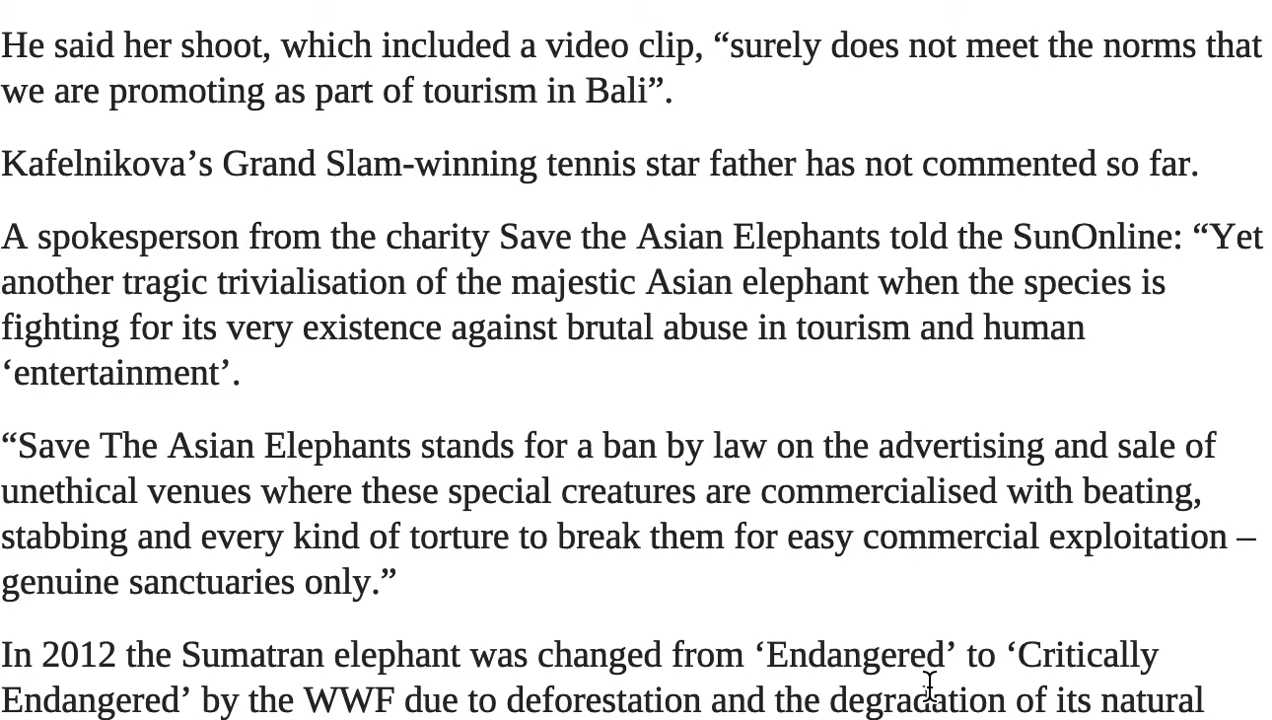 He said her shoot, which included a video clip, “surely does not meet the norms that
we are promoting as part of tourism in Bali”.
Kafelnikova’s Grand Slam-winning tennis star father has not commented so far.
A spokesperson from the charity Save the Asian Elephants told the SunOnline: “Yet
another tragic trivialisation of the majestic Asian elephant when the species is
fighting for its very existence against brutal abuse in tourism and human
‘entertainment’.
“Save The Asian Elephants stands for a ban by law on the advertising and sale of
unethical venues where these special creatures are commercialised with beating,
stabbing and every kind of torture to break them for easy commercial exploitation –
genuine sanctuaries only.”
In 2012 the Sumatran elephant was changed from ‘Endangered’ to ‘Critically
Endangered’ by the WWF due to deforestation and the degradation of its natural